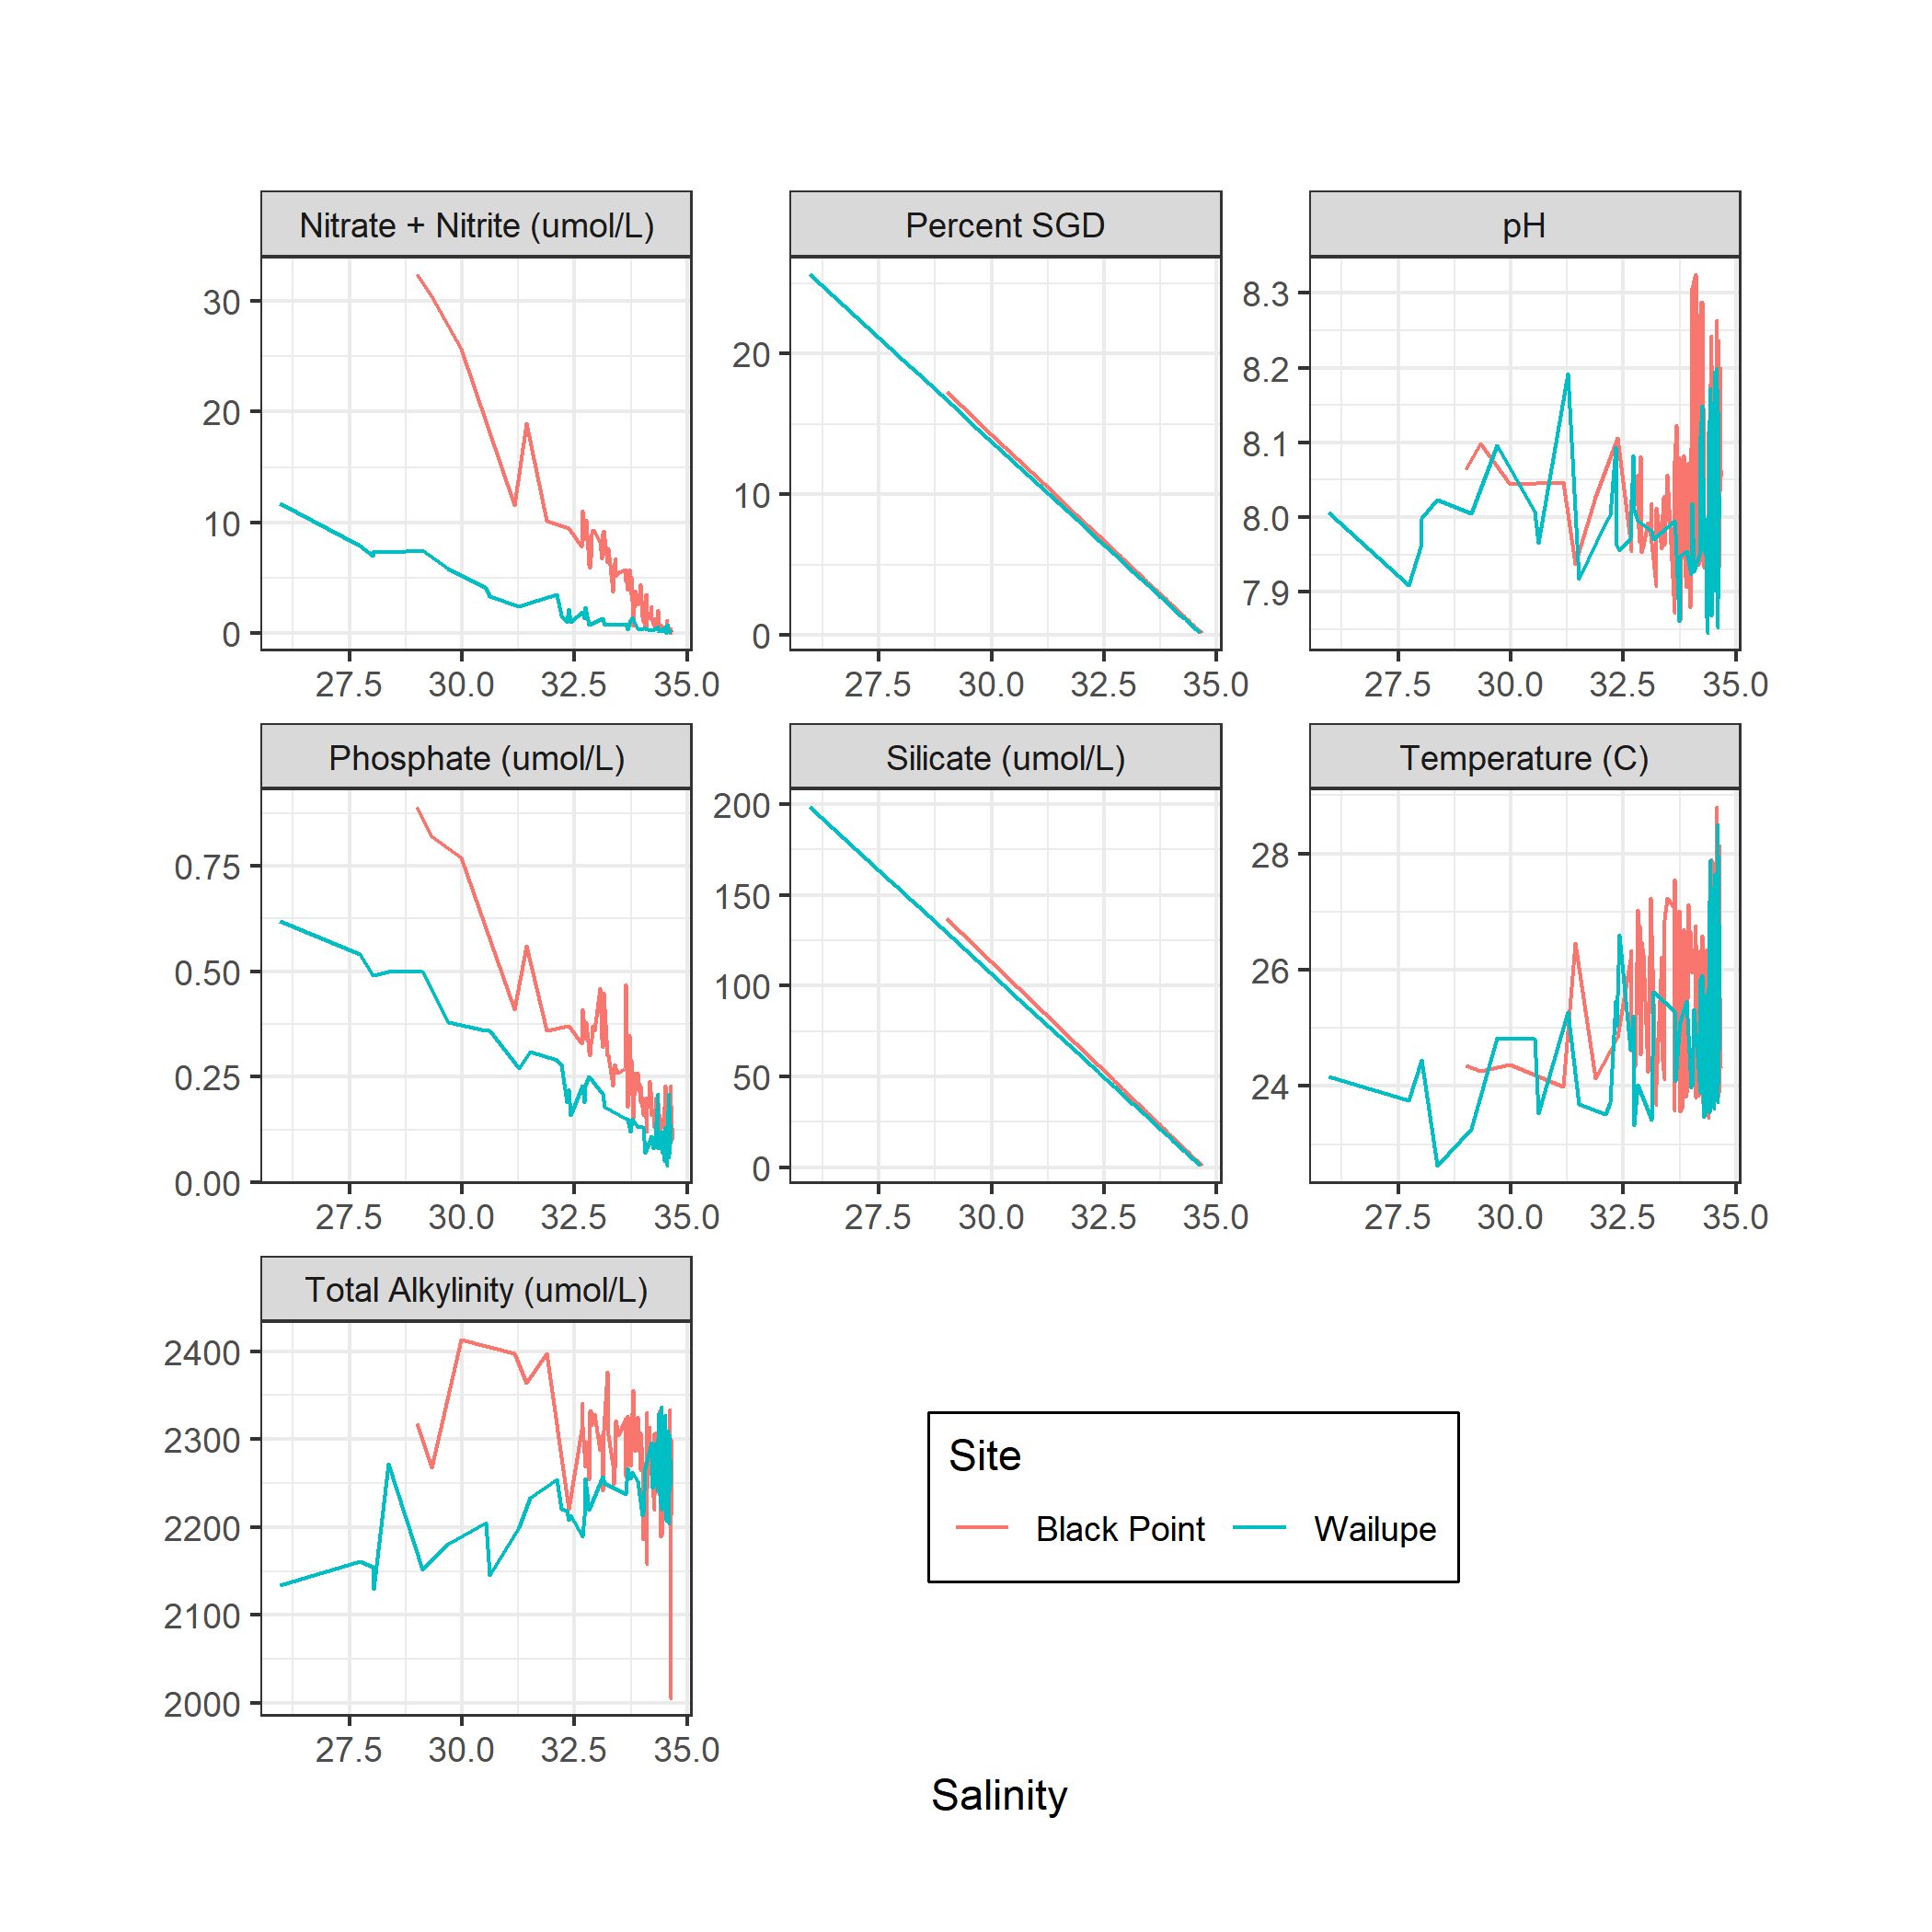 Nitrate + Nitrite (umol/L)
Percent SGD
pH
30
20
10
0
20
10
0
8.3
8.2
8.1
8.0
7.9
27.5 30.0 32.5 35.0
27.5 30.0 32.5 35.0
27.5 30.0 32.5 35.0
Phosphate (umol/L)
Silicate (umol/L)
Temperature (C)
0.75
0.50
0.25
0.00
200
150
100
50
0
28
26
24
27.5 30.0 32.5 35.0
27.5 30.0 32.5 35.0
27.5 30.0 32.5 35.0
Total Alkylinity (umol/L)
2400
2300
2200
2100
2000
27.5 30.0 32.5 35.0
Site
Black Point Wailupe
Salinity